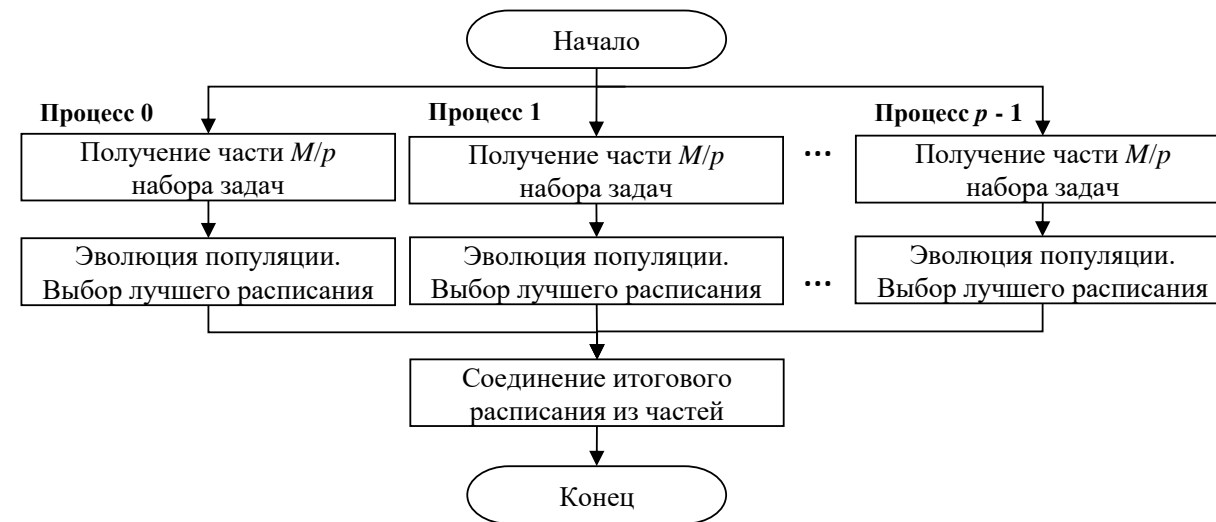 Начало
Процесс 0
Процесс 1
Процесс p - 1
Получение части M/p
набора задач
Получение части M/p
набора задач
...
Получение части M/p
набора задач
Эволюция популяции.
Выбор лучшего расписания
Эволюция популяции.
Выбор лучшего расписания
...
Эволюция популяции.
Выбор лучшего расписания
Соединение итогового
расписания из частей
Конец